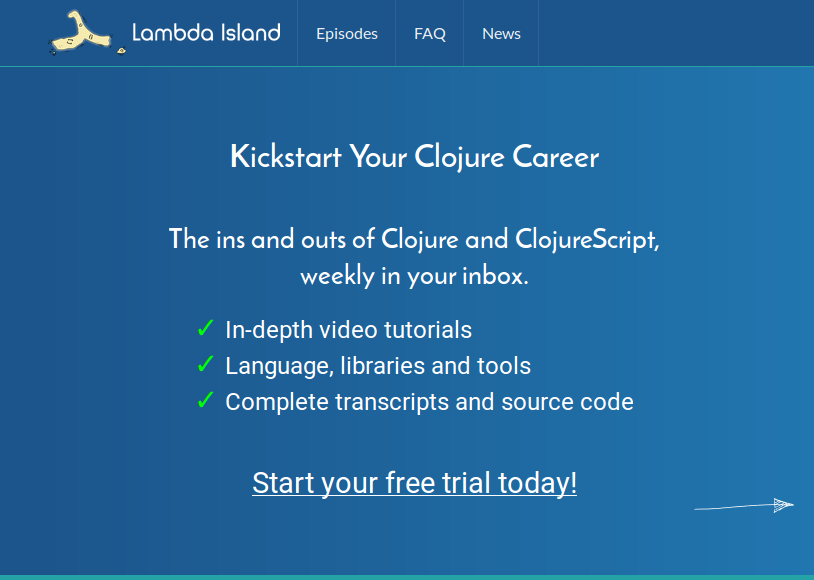 Lambda Island
Episodes
FAQ
News
Kickstart Your Clojure Career
The ins and outs of Clojure and ClojureScript,
weekly in your inbox.
✓ In-depth video tutorials
✓ Language, libraries and tools
✓ Complete transcripts and source code
Start your free trial today!